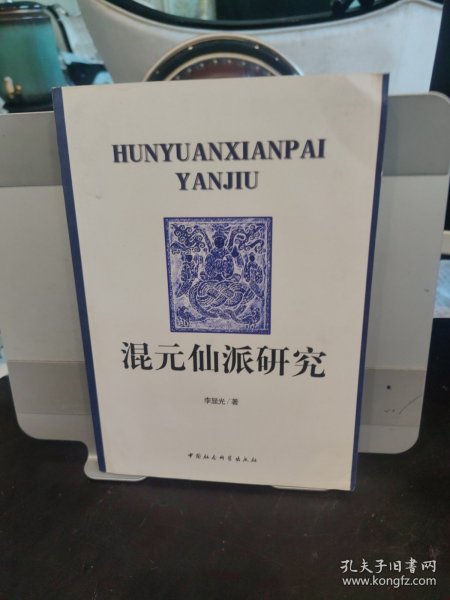 HUNYUANXIANPAI
YANJIU
混元仙派研究
李显光/著
中国社会科学出版社
孔夫子旧书网
www.kongfz.com